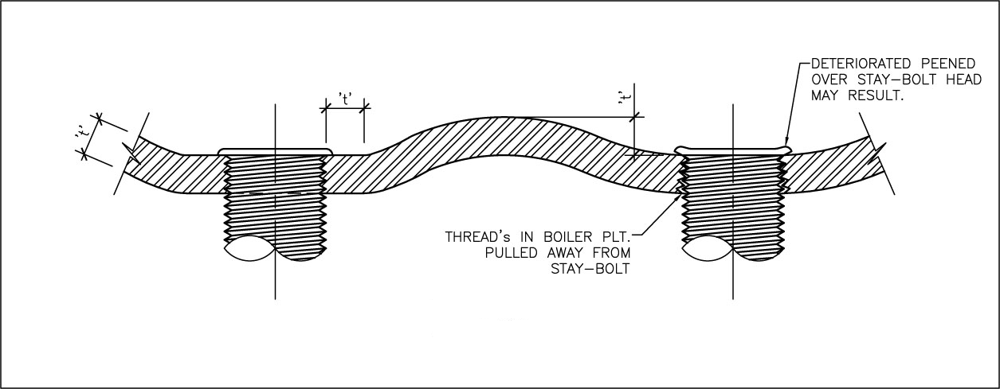 't'
't'
't'
DETERIORATED PEENED
OVER STAY-BOLT HEAD
MAY RESULT.
THREAD's IN BOILER PLT.
PULLED AWAY FROM
STAY-BOLT